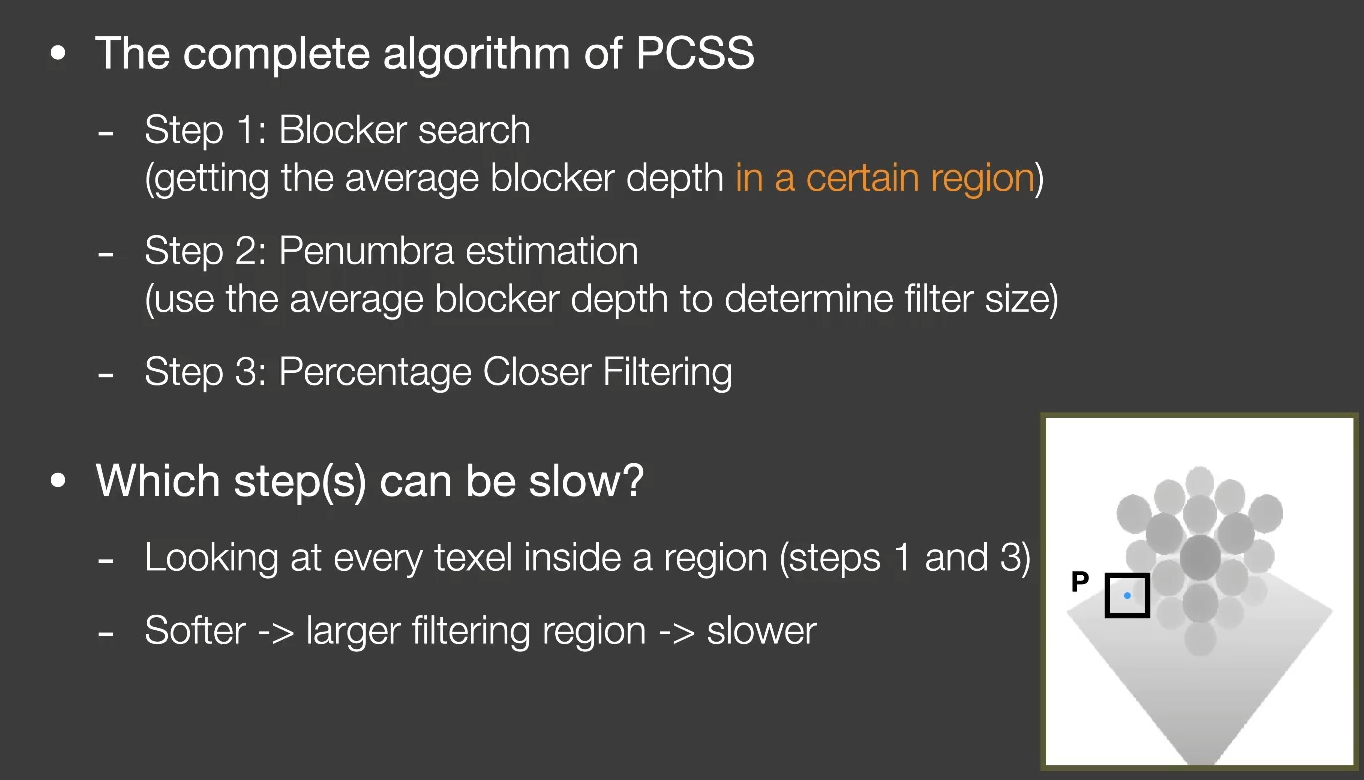 • The complete algorithm of PCSS
- Step 1: Blocker search
(getting the average blocker depth in a certain region)
- Step 2: Penumbra estimation
(use the average blocker depth to determine filter size)
- Step 3: Percentage Closer Filtering
• Which step(s) can be slow?
- Looking at every texel inside a region (steps 1 and 3)
- Softer -> larger filtering region -> slower
P